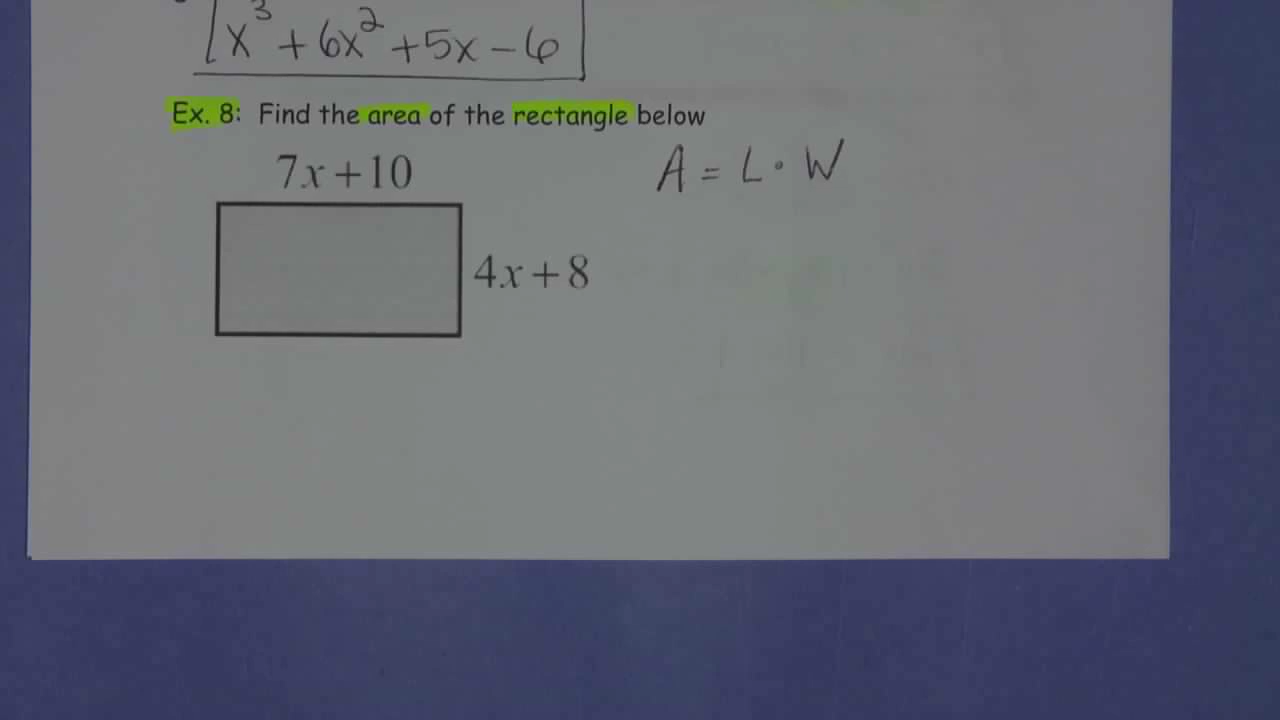 x³ + 6x² + 5x − 6
Ex. 8: Find the area of the rectangle below
7x + 10
A = L · W
4x + 8